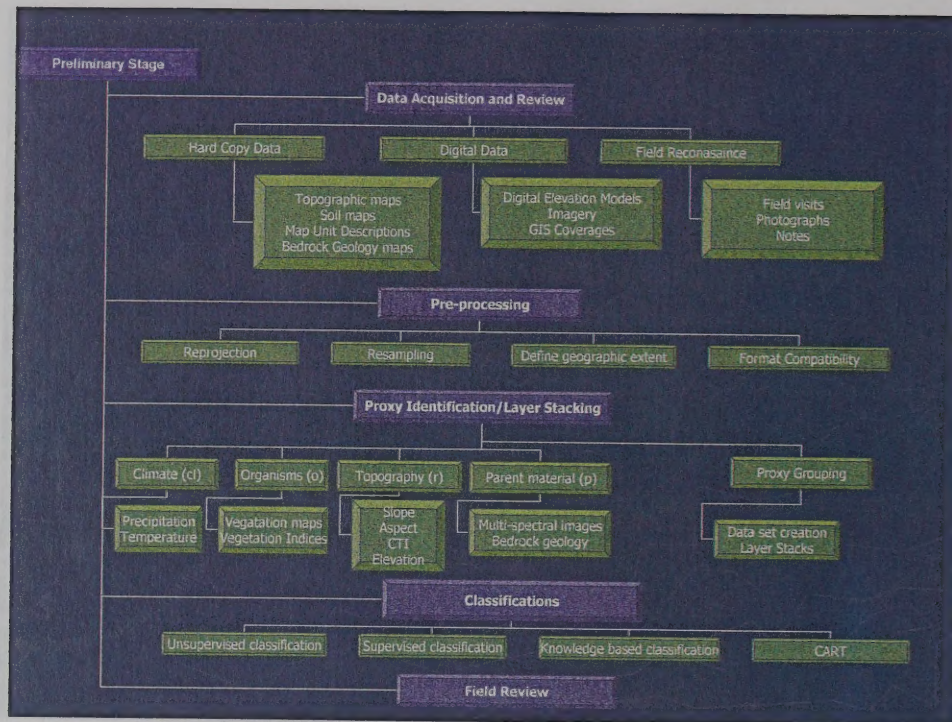 Preliminary Stage
Data Acquisition and Review
Hard Copy Data
Digital Data
Field Reconasaince
Topographic maps
Soil maps
Map Unit Descriptions
Bedrock Geology maps
Digital Elevation Models
Imagery
GIS Coverages
Field visits
Photographs
Notes
Pre-processing
Reprojection
Resampling
Define geographic extent
Format Compatibility
Proxy Identification/Layer Stacking
Climate (cl)
Organisms (o)
Topography (r)
Parent material (p)
Proxy Grouping
Precipitation
Temperature
Vegatation maps
Vegetation Indices
Slope
Aspect
CTI
Elevation
Multi-spectral images
Bedrock geology
Data set creation
Layer Stacks
Classifications
Unsupervised classification
Supervised classification
Knowledge based classification
CART
Field Review